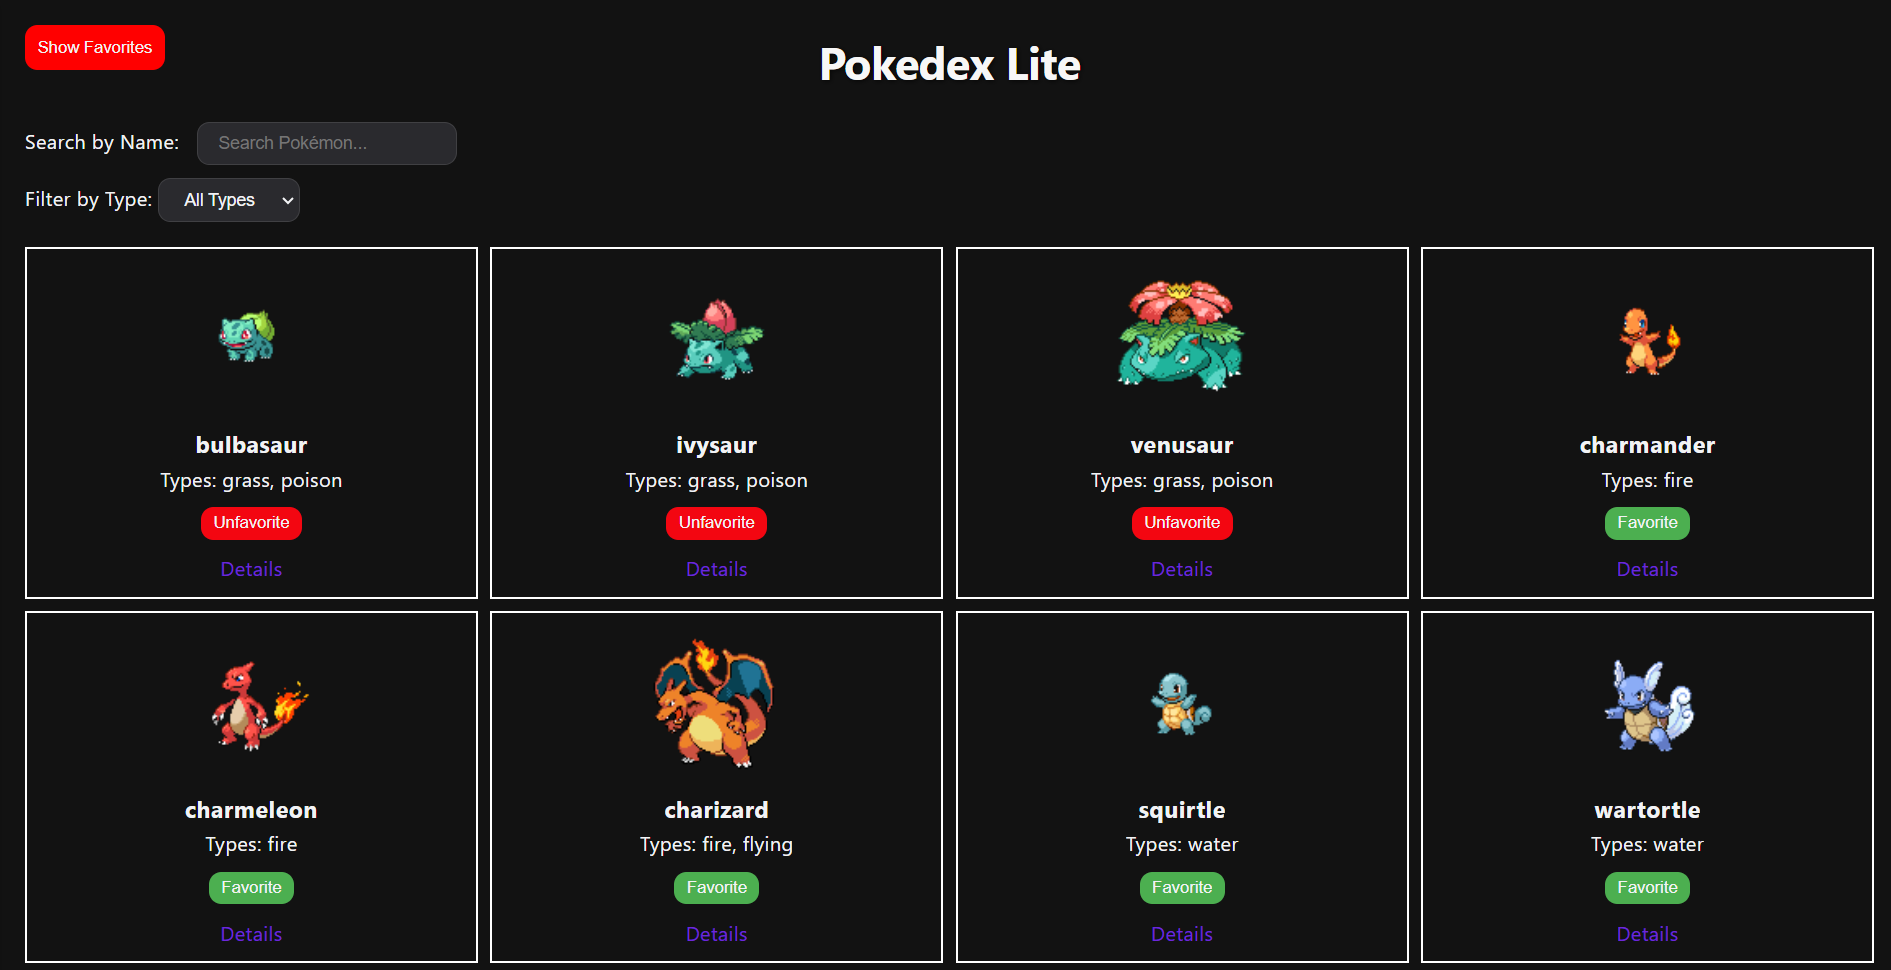 Show Favorites
Pokedex Lite
Search by Name: Search Pokémon...
Filter by Type: All Types
bulbasaur
Types: grass, poison
Unfavorite
Details
ivysaur
Types: grass, poison
Unfavorite
Details
venusaur
Types: grass, poison
Unfavorite
Details
charmander
Types: fire
Favorite
Details
charmeleon
Types: fire
Favorite
Details
charizard
Types: fire, flying
Favorite
Details
squirtle
Types: water
Favorite
Details
wartortle
Types: water
Favorite
Details